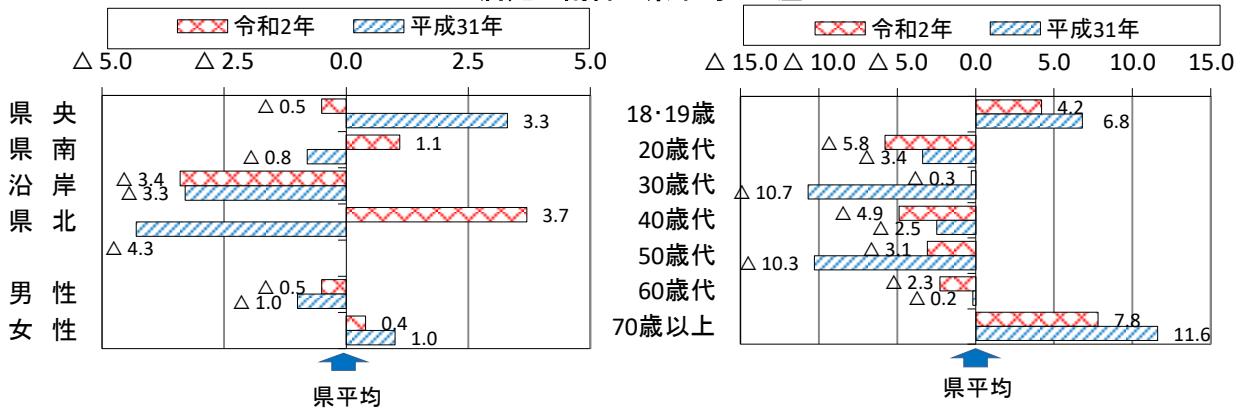 令和2年 平成31年
△ 5.0 △ 2.5 0.0 2.5 5.0
県 央 △ 0.5 3.3
県 南 1.1 △ 0.8
沿 岸 △ 3.4 △ 3.3
県 北 3.7 △ 4.3
男 性 △ 0.5 △ 1.0
女 性 0.4 1.0
県平均
令和2年 平成31年
△ 15.0 △ 10.0 △ 5.0 0.0 5.0 10.0 15.0
18・19歳 4.2 6.8
20歳代 △ 5.8 △ 3.4
30歳代 △ 0.3 △ 10.7
40歳代 △ 4.9 △ 2.5
50歳代 △ 3.1 △ 10.3
60歳代 △ 2.3 △ 0.2
70歳以上 7.8 11.6
県平均